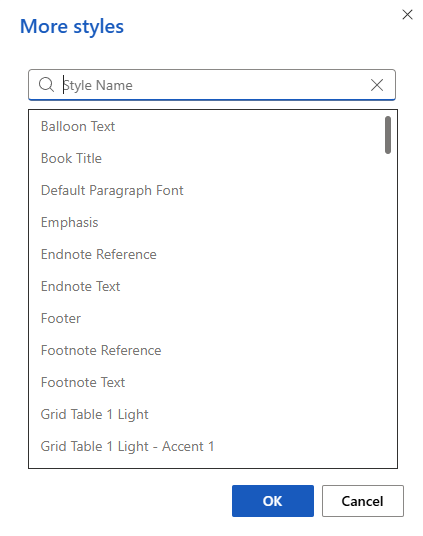 More styles
Style Name
Balloon Text
Book Title
Default Paragraph Font
Emphasis
Endnote Reference
Endnote Text
Footer
Footnote Reference
Footnote Text
Grid Table 1 Light
Grid Table 1 Light - Accent 1
OK Cancel